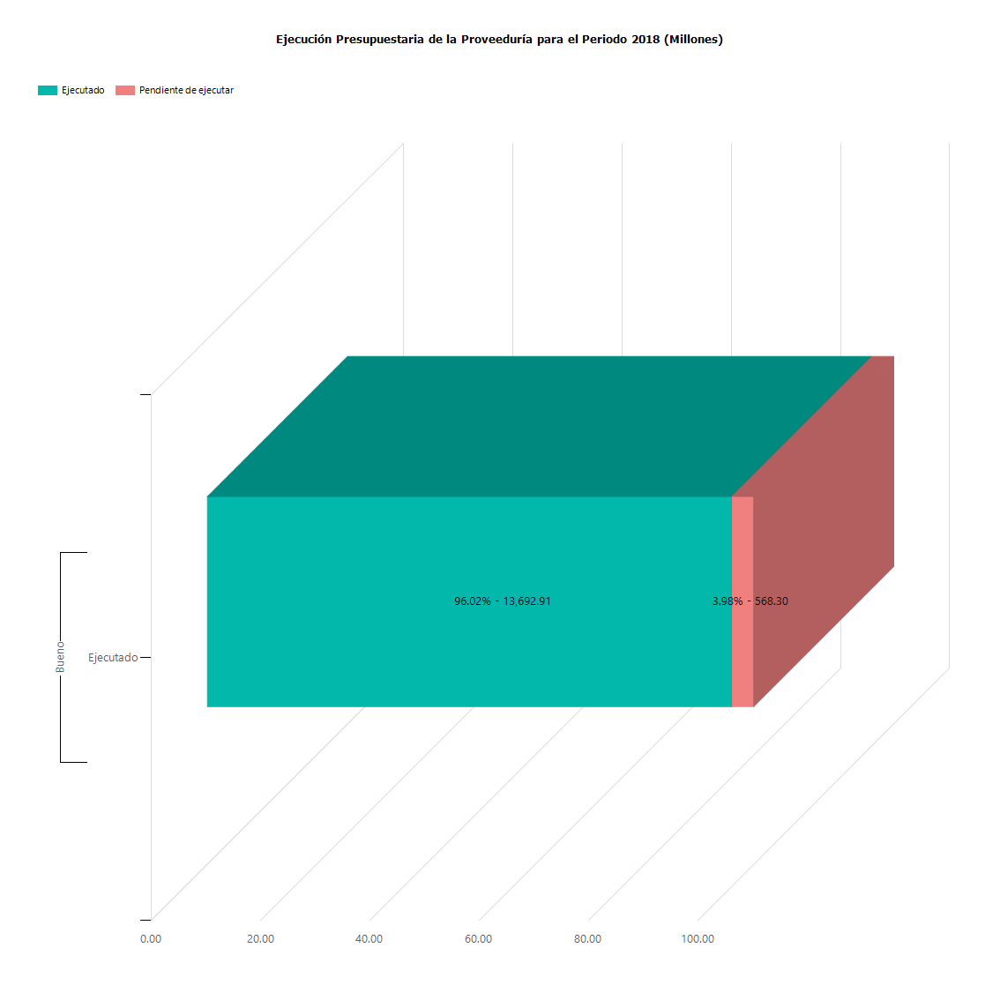 Ejecución Presupuestaria de la Proveeduría para el Periodo 2018 (Millones)
Ejecutado
Pendiente de ejecutar
96.02% - 13,692.91
3.98% - 568.30
Bueno
Ejecutado
0.00
20.00
40.00
60.00
80.00
100.00